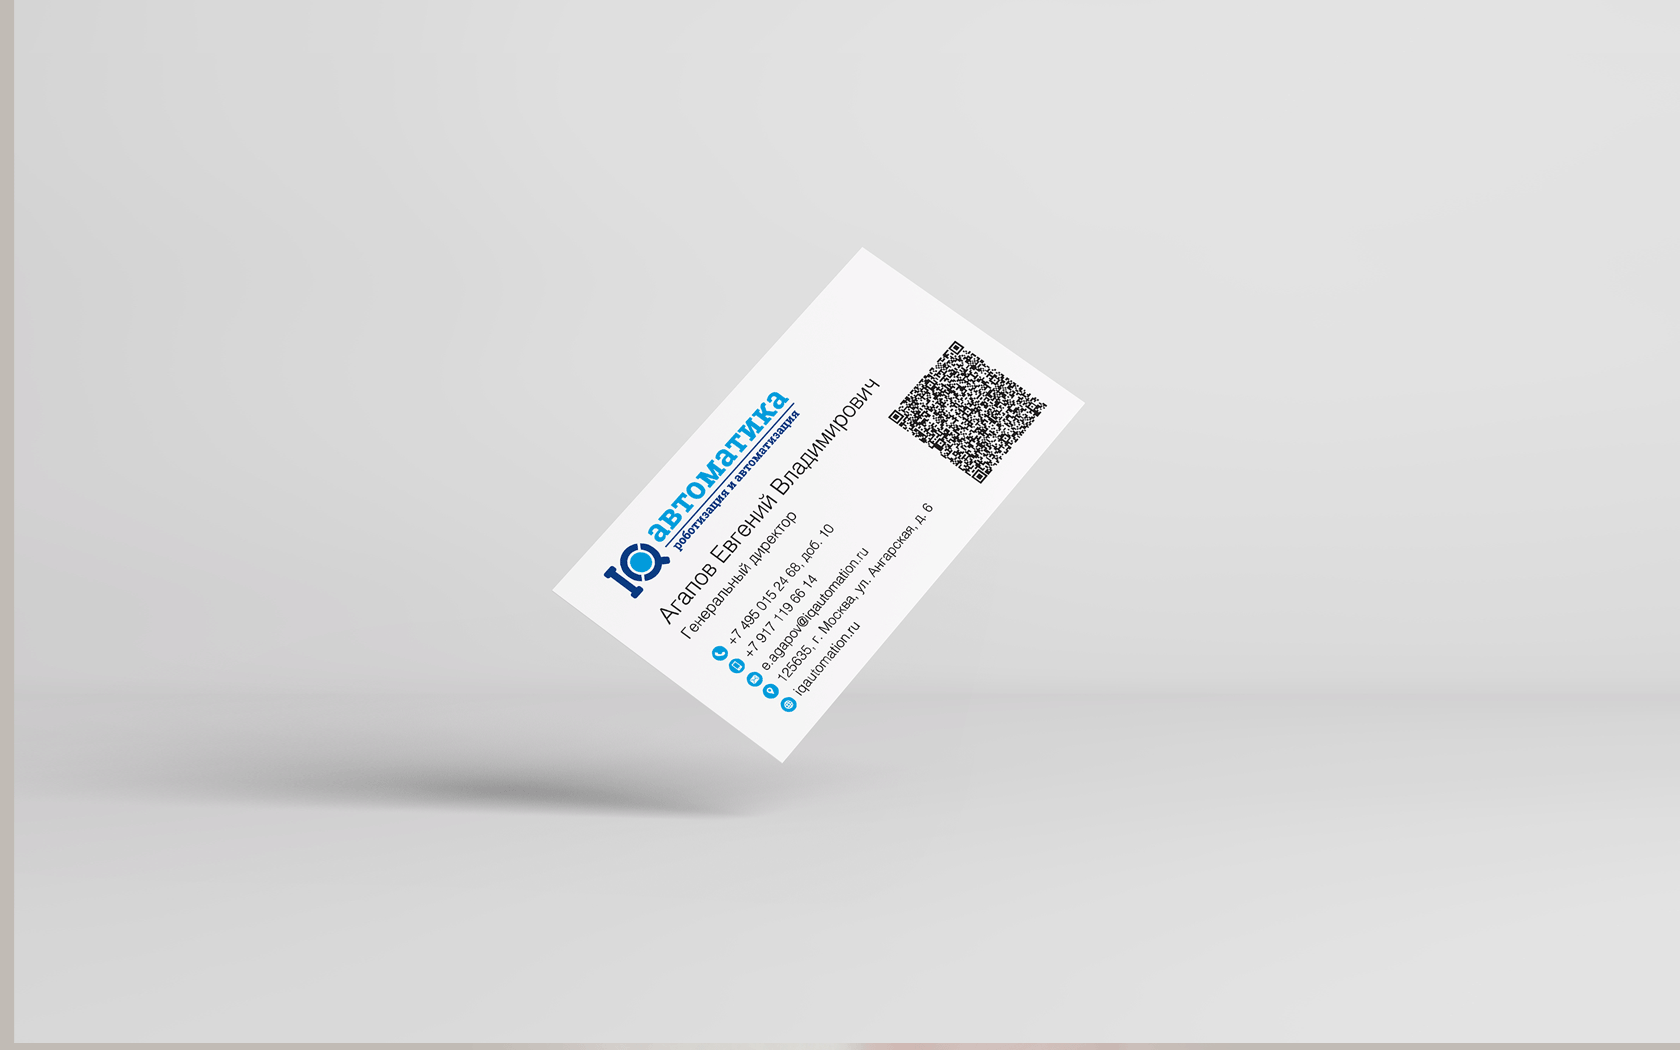 IQ автоматика
роботизация и автоматизация
Агапов Евгений Владимирович
Генеральный директор
+7 495 015 24 68, доб. 10
+7 917 119 66 14
e.agapov@iqautomation.ru
125635, г. Москва, ул. Ангарская, д. 6
iqautomation.ru